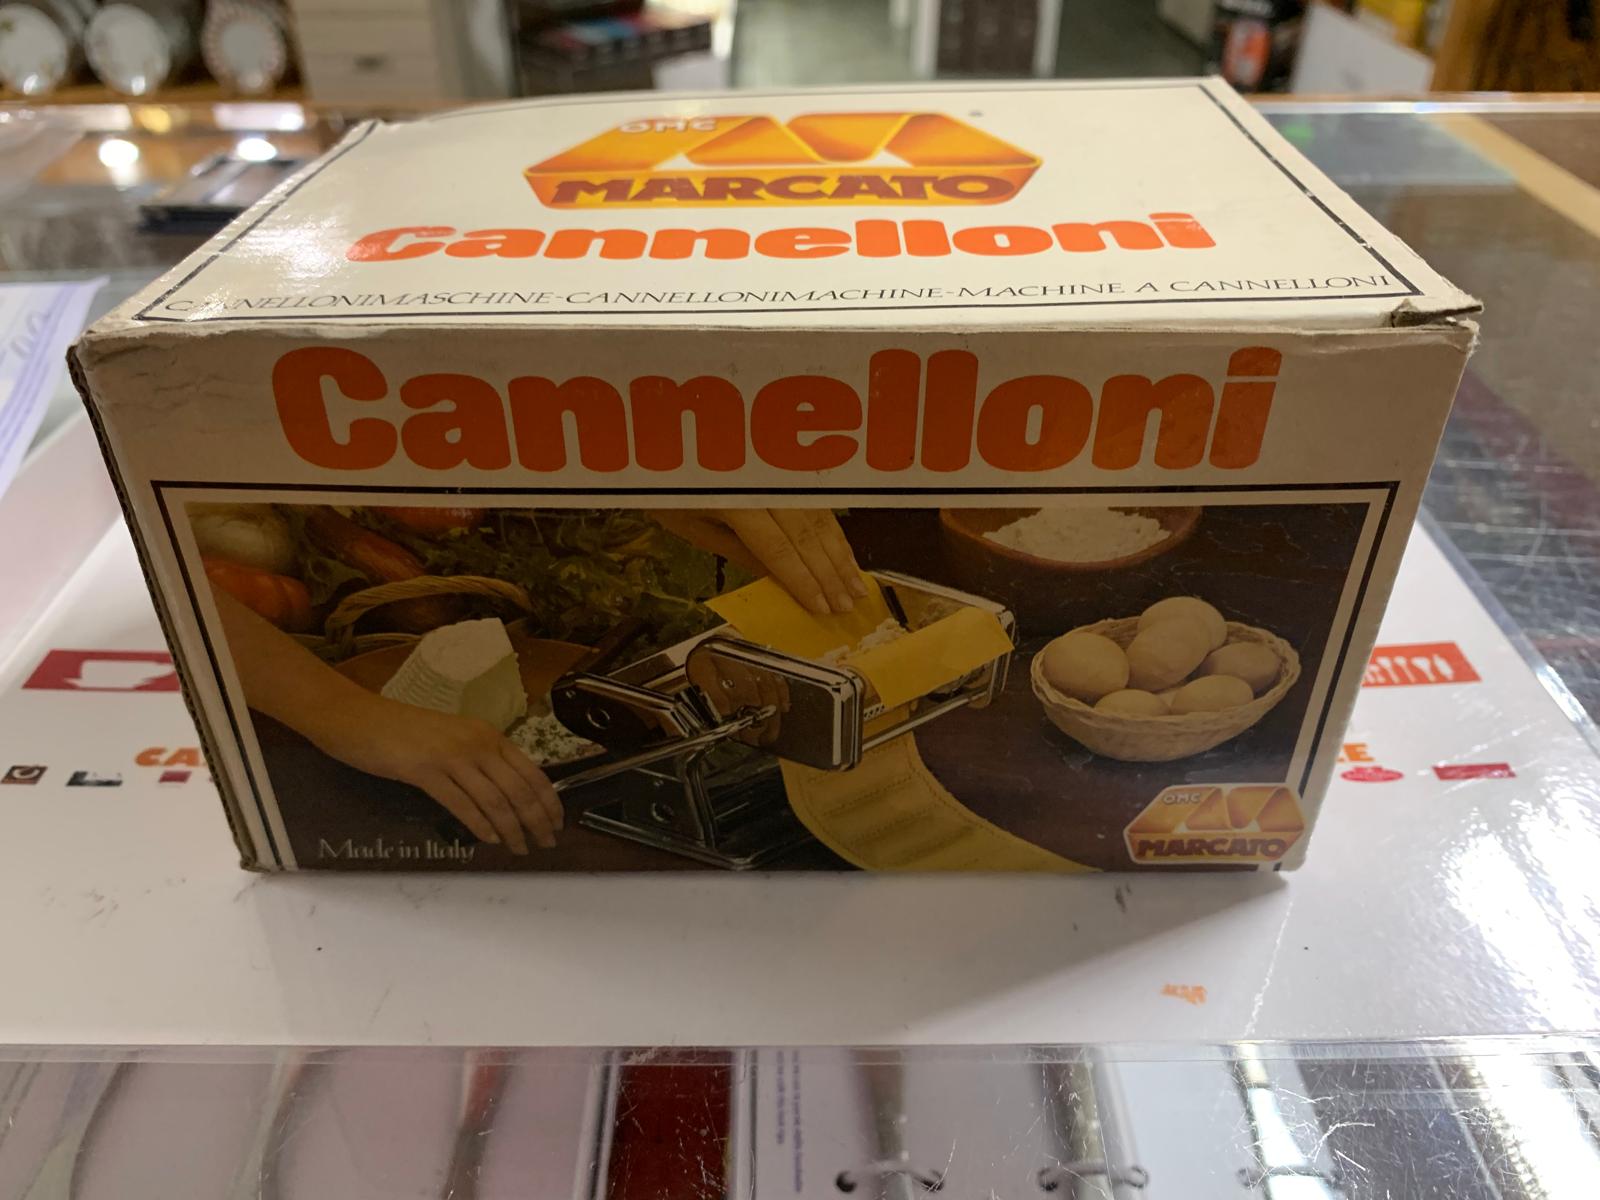 OMC
MARCATO
Cannelloni
CANNELLONIMASCHINE-CANNELLONIMACHINE-MACHINE A CANNELLONI
Cannelloni
Made in Italy
OMC
MARCATO